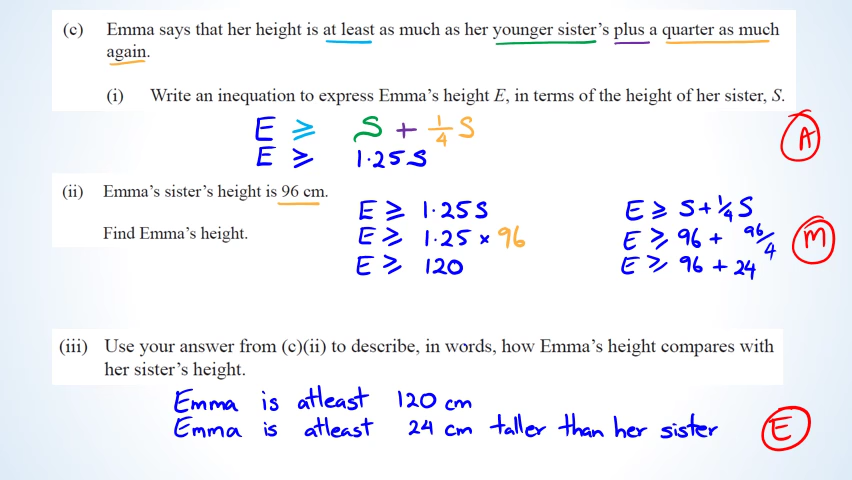 (c) Emma says that her height is at least as much as her younger sister's plus a quarter as much
again.
(i) Write an inequation to express Emma's height E, in terms of the height of her sister, S.
E ≥ S + 1/4 S
E ≥ 1.25S
A
(ii) Emma's sister's height is 96 cm.
Find Emma's height.
E ≥ 1.25S
E ≥ 1.25 × 96
E ≥ 120
E ≥ S + 1/4 S
E ≥ 96 + 96/4
E ≥ 96 + 24
M
(iii) Use your answer from (c)(ii) to describe, in words, how Emma's height compares with
her sister's height.
Emma is atleast 120 cm
Emma is atleast 24 cm taller than her sister
E